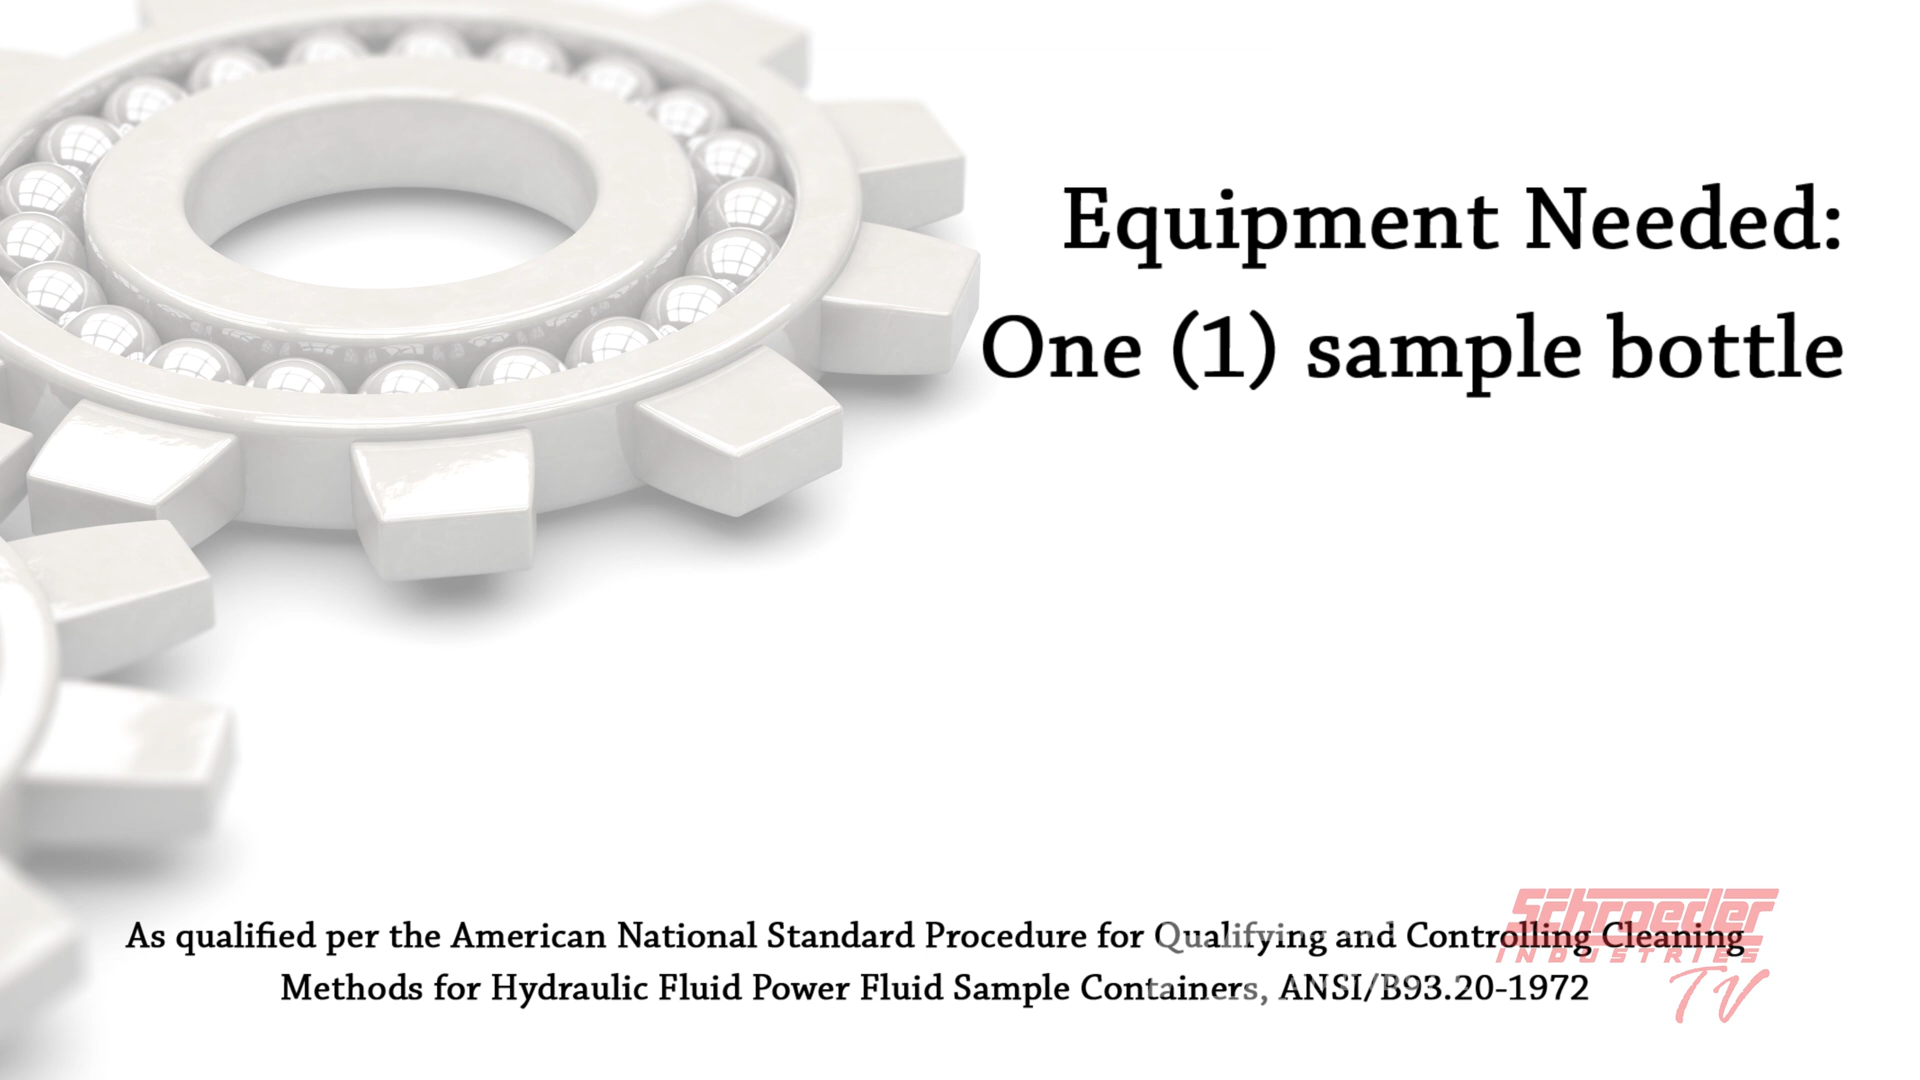 Equipment Needed:
One (1) sample bottle
As qualified per the American National Standard Procedure for Qualifying and Controlling Cleaning
Methods for Hydraulic Fluid Power Fluid Sample Containers, ANSI/B93.20-1972
Schroeder
INDUSTRIES
TV